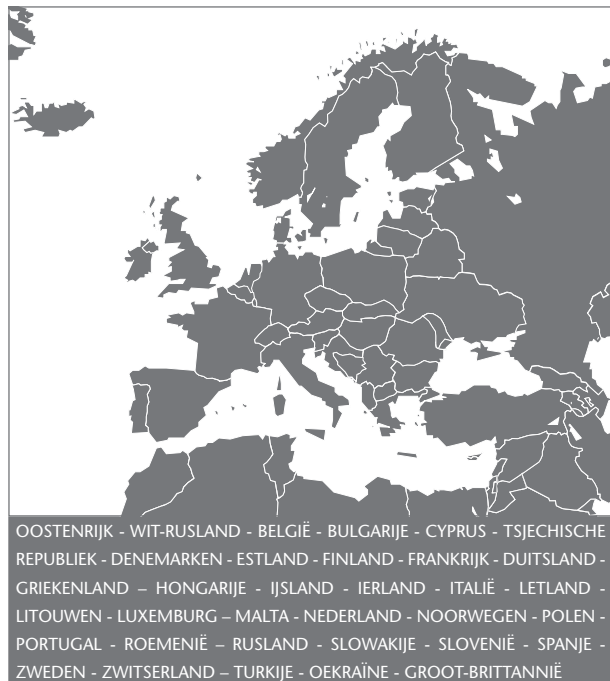 OOSTENRIJK - WIT-RUSLAND - BELGIË - BULGARIJE - CYPRUS - TSJECHISCHE
REPUBLIEK - DENEMARKEN - ESTLAND - FINLAND - FRANKRIJK - DUITSLAND -
GRIEKENLAND – HONGARIJE - IJSLAND - IERLAND - ITALIË - LETLAND -
LITOUWEN - LUXEMBURG – MALTA - NEDERLAND - NOORWEGEN - POLEN -
PORTUGAL - ROEMENIË – RUSLAND - SLOWAKIJE - SLOVENIË - SPANJE -
ZWEDEN - ZWITSERLAND – TURKIJE - OEKRAÏNE - GROOT-BRITTANNIË